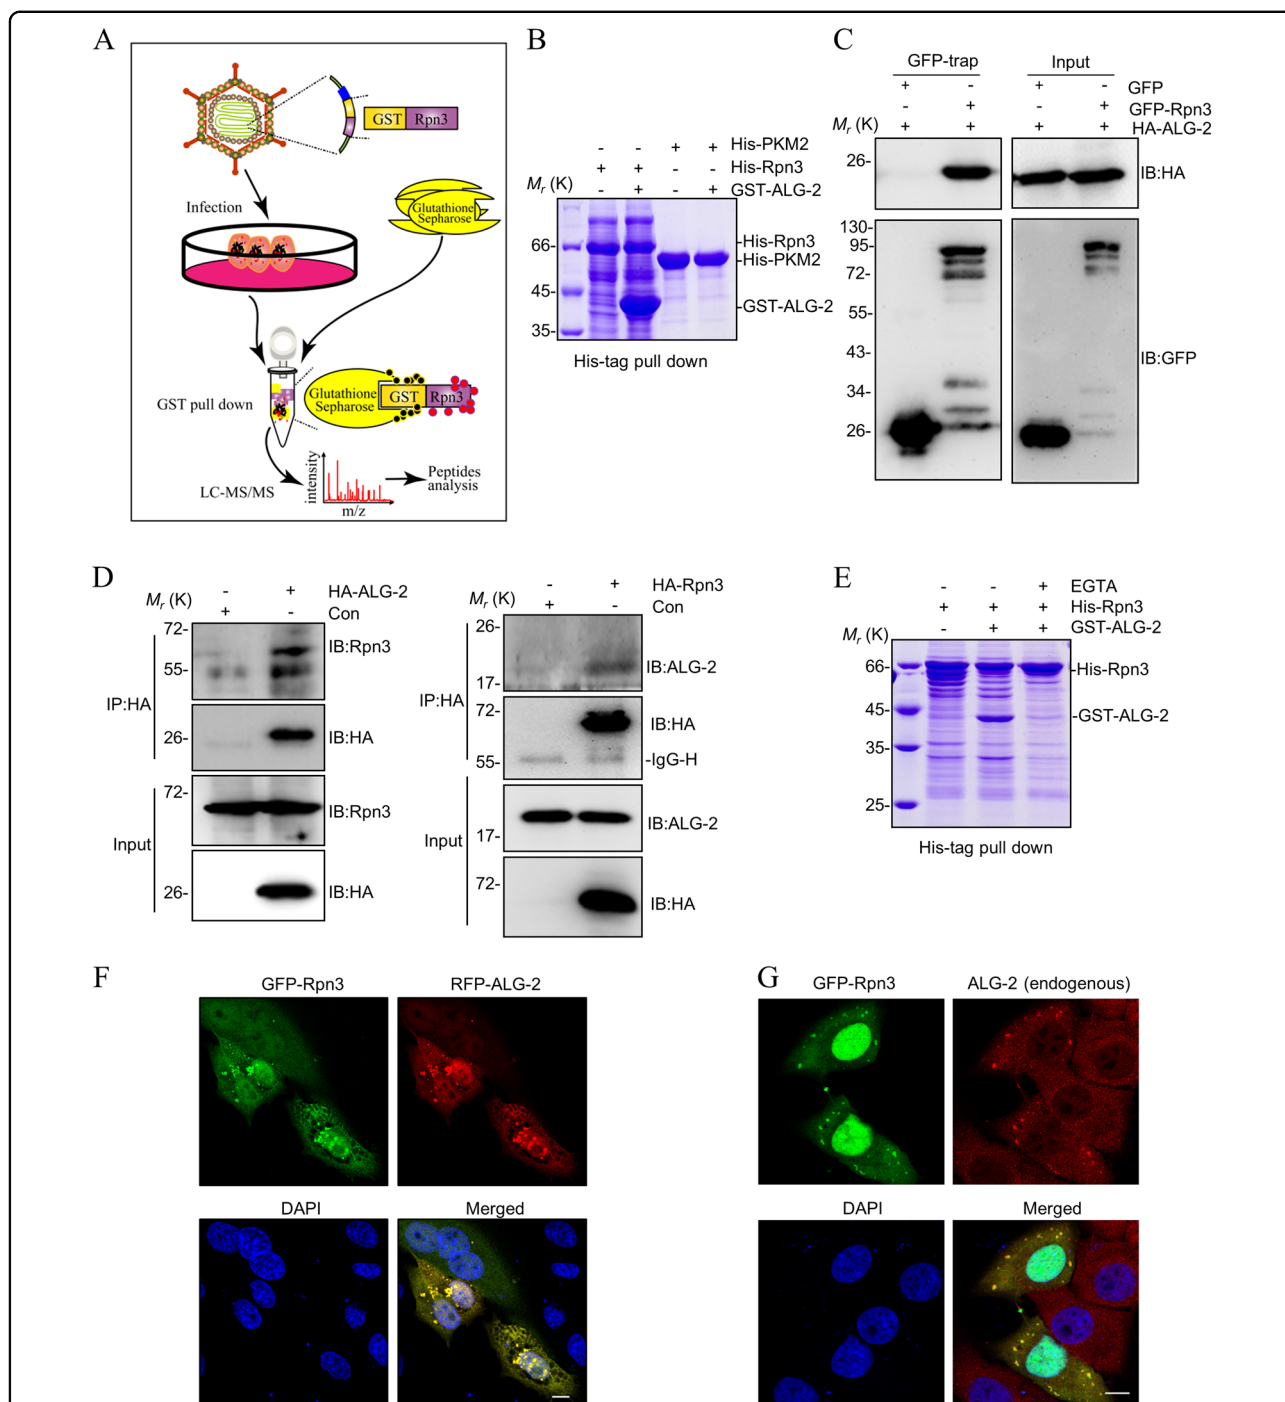 A
GST Rpn3
Infection
Glutathione
Sepharose
GST pull down
Glutathione
Sepharose
GST Rpn3
LC-MS/MS
intensity
m/z
Peptides
analysis
B
- - + + His-PKM2
+ + - - His-Rpn3
Mr (K) - + - + GST-ALG-2
66-
45-
35-
-His-Rpn3
-His-PKM2
-GST-ALG-2
His-tag pull down
C
GFP-trap Input
+ - + - GFP
- + - + GFP-Rpn3
Mr (K) + + + + HA-ALG-2
26-
IB:HA
130-
95-
72-
55-
43-
34-
26-
IB:GFP
D
- + HA-ALG-2
Mr (K) + - Con
72-
55-
IB:Rpn3
IP:HA
26-
IB:HA
72-
IB:Rpn3
Input
26-
IB:HA
- + HA-Rpn3
Mr (K) + - Con
26-
17-
IB:ALG-2
IP:HA
72-
IB:HA
55-
-IgG-H
IB:ALG-2
17-
Input
72-
IB:HA
E
- - + EGTA
+ + + His-Rpn3
- + + GST-ALG-2
Mr (K)
66-
45-
35-
25-
-His-Rpn3
-GST-ALG-2
His-tag pull down
F
GFP-Rpn3 RFP-ALG-2
DAPI Merged
G
GFP-Rpn3 ALG-2 (endogenous)
DAPI Merged